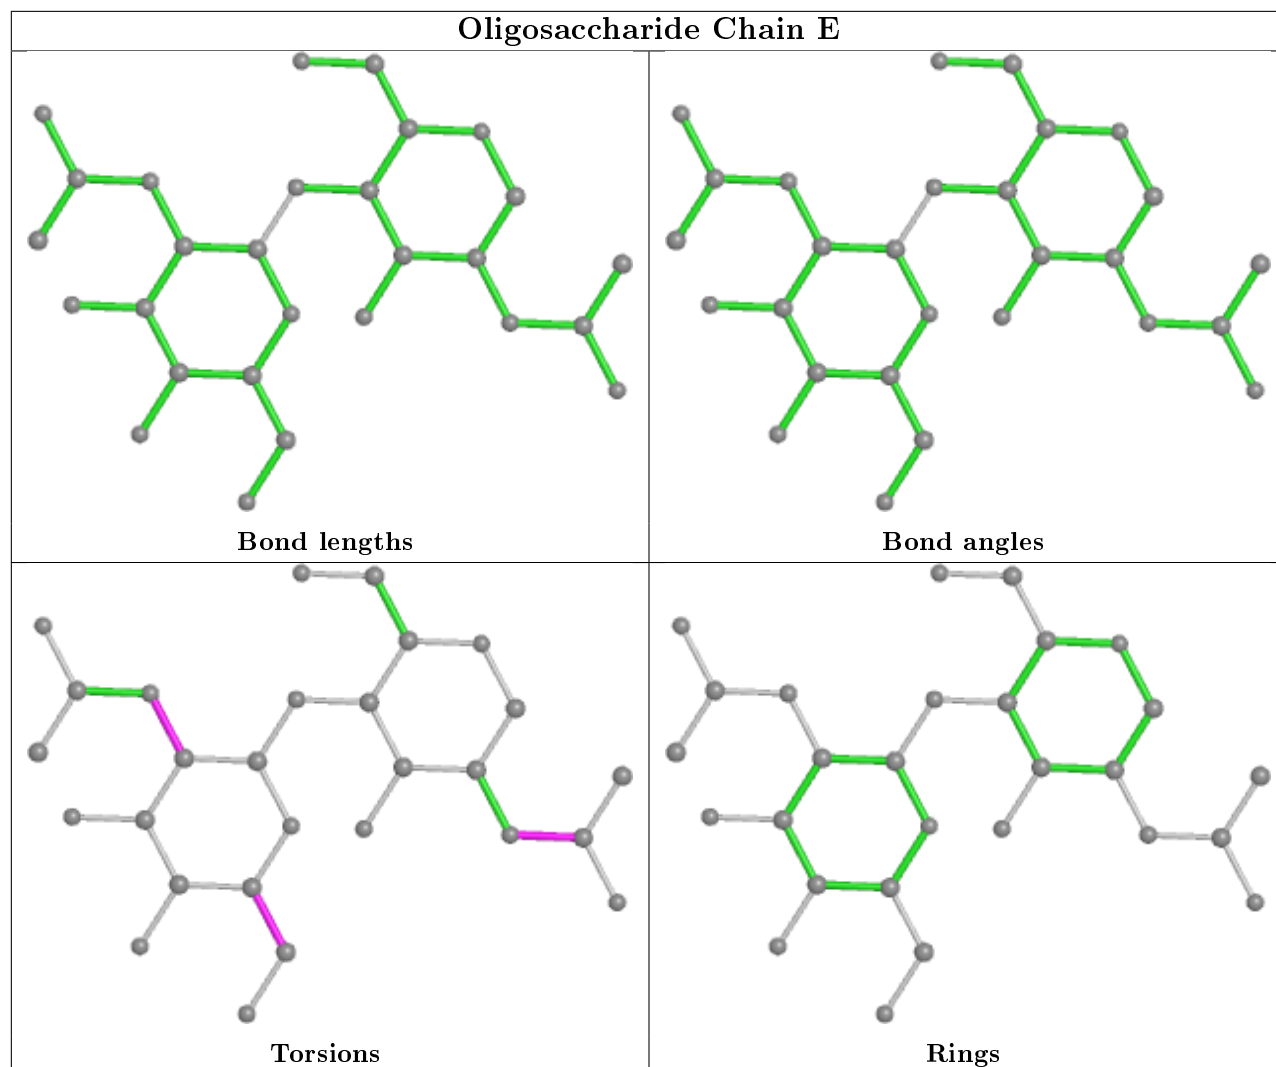 Oligosaccharide Chain E
Bond lengths
Bond angles
Torsions
Rings